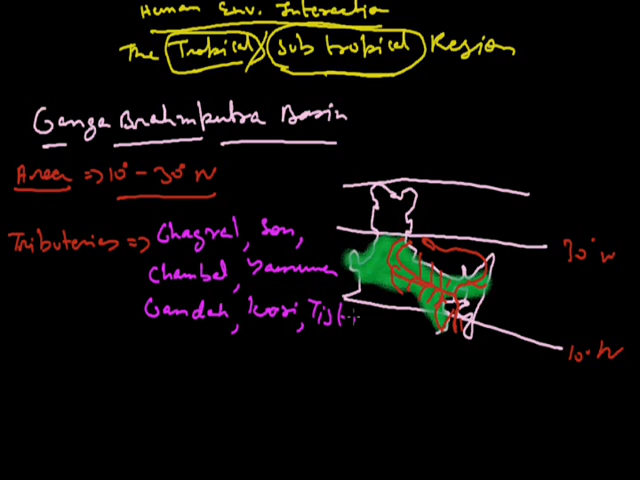 Human Env. Interaction
The Tropical Sub tropical Region
Ganga Brahmputra Basin
Area => 10° - 30° N
Tributeries => Ghagral, Son,
Chambal, Yamuna
Gandak, Kosi, Tist
30° N
10° N